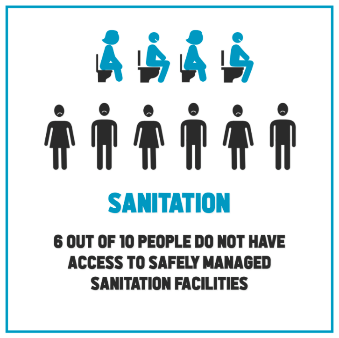 SANITATION
6 OUT OF 10 PEOPLE DO NOT HAVE
ACCESS TO SAFELY MANAGED
SANITATION FACILITIES